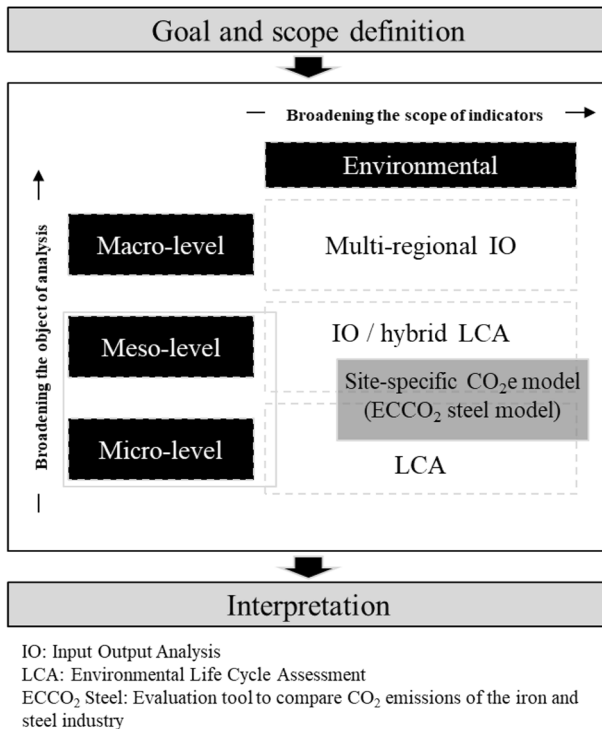 Goal and scope definition
Broadening the scope of indicators
Environmental
Broadening the object of analysis
Macro-level
Multi-regional IO
Meso-level
IO / hybrid LCA
Site-specific CO₂e model
(ECCO₂ steel model)
Micro-level
LCA
Interpretation
IO: Input Output Analysis
LCA: Environmental Life Cycle Assessment
ECCO₂ Steel: Evaluation tool to compare CO₂ emissions of the iron and
steel industry